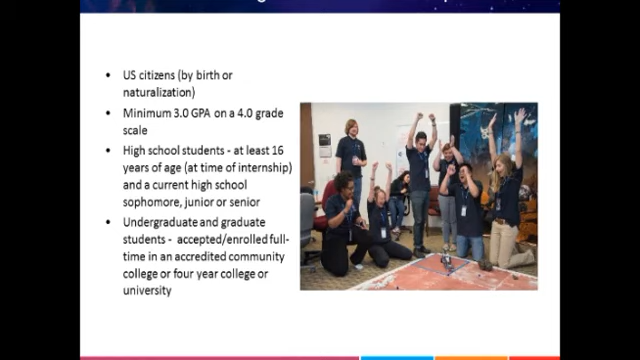 • US citizens (by birth or
naturalization)
• Minimum 3.0 GPA on a 4.0 grade
scale
• High school students - at least 16
years of age (at time of internship)
and a current high school
sophomore, junior or senior
• Undergraduate and graduate
students - accepted/enrolled full-
time in an accredited community
college or four year college or
university